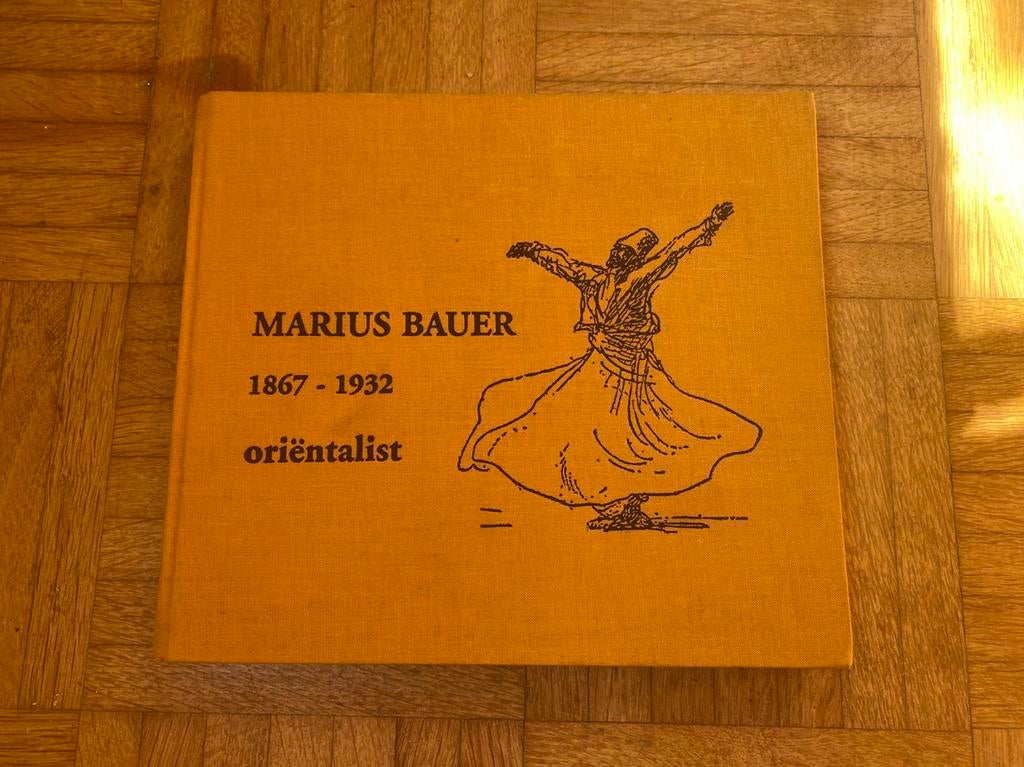 MARIUS BAUER
1867 - 1932
oriëntalist